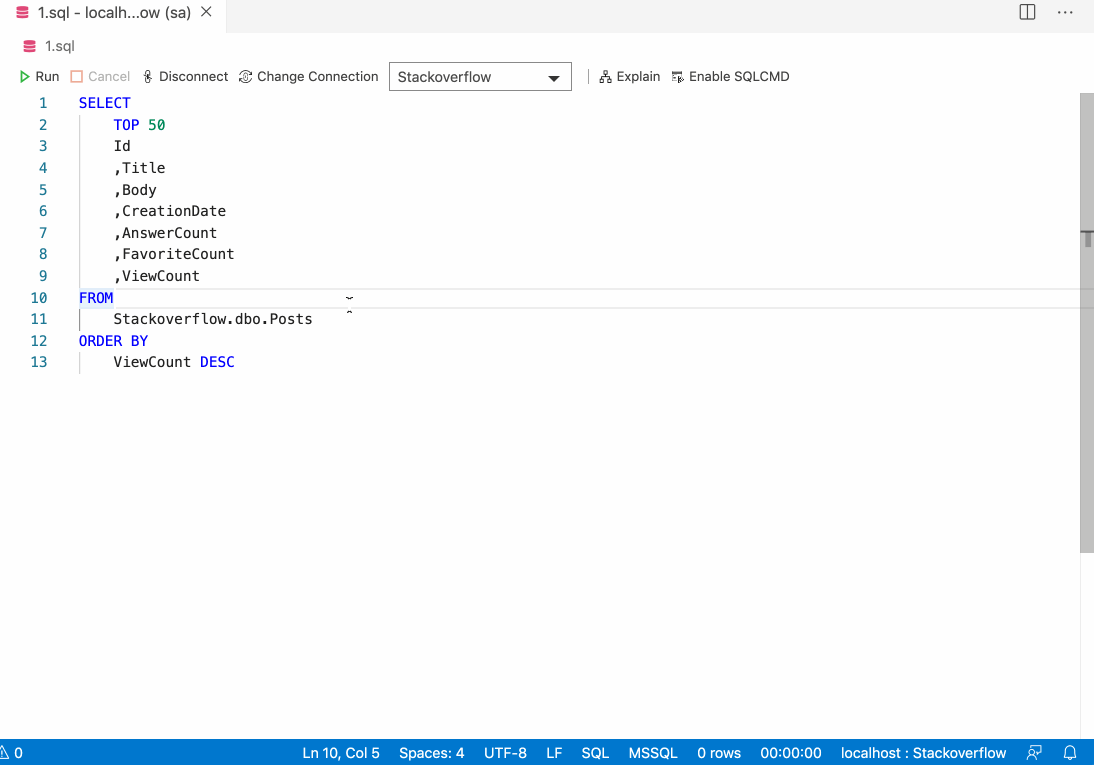 1.sql - localh...ow (sa)
1.sql
Run Cancel Disconnect Change Connection Stackoverflow Explain Enable SQLCMD
1 SELECT
2 TOP 50
3 Id
4 ,Title
5 ,Body
6 ,CreationDate
7 ,AnswerCount
8 ,FavoriteCount
9 ,ViewCount
10 FROM
11 Stackoverflow.dbo.Posts
12 ORDER BY
13 ViewCount DESC
0 Ln 10, Col 5 Spaces: 4 UTF-8 LF SQL MSSQL 0 rows 00:00:00 localhost : Stackoverflow